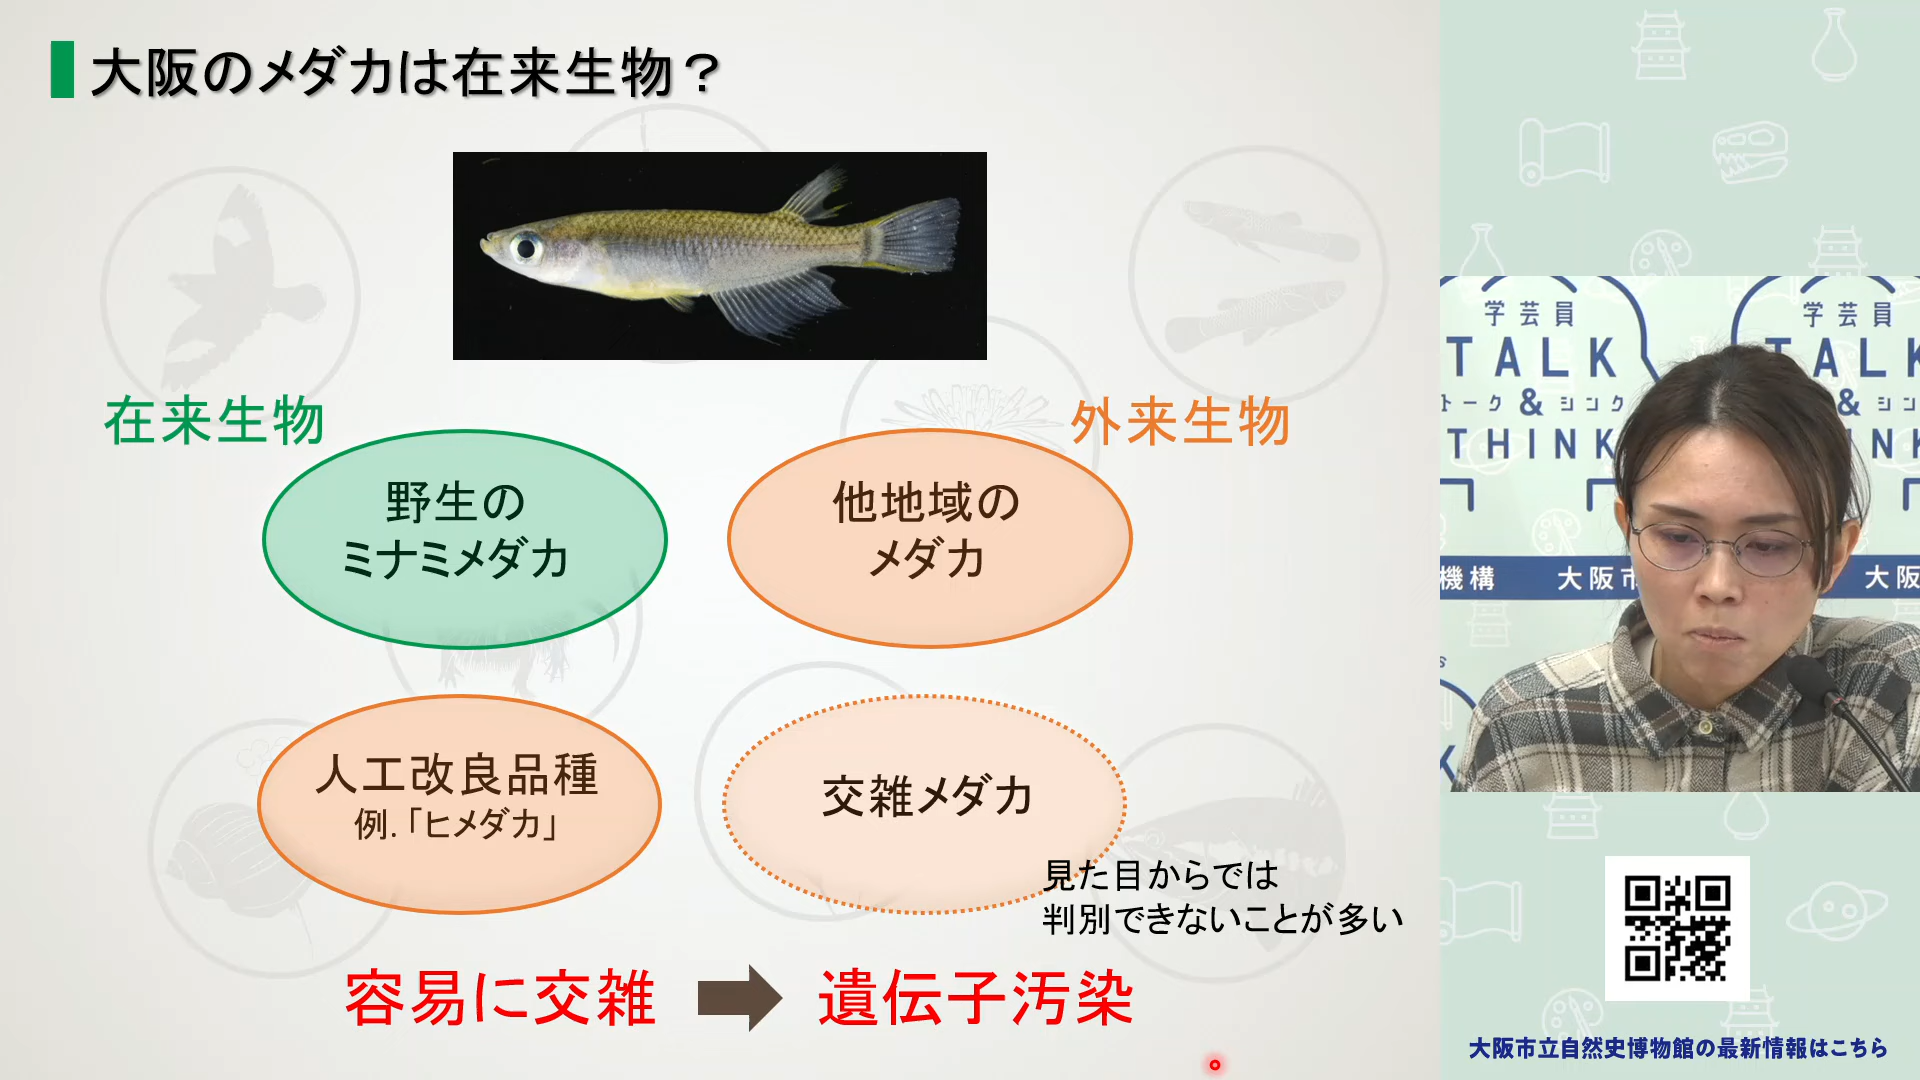 大阪のメダカは在来生物？
在来生物
外来生物
野生の
ミナミメダカ
他地域の
メダカ
人工改良品種
例.「ヒメダカ」
交雑メダカ
見た目からでは
判別できないことが多い
容易に交雑
遺伝子汚染
学芸員
TALK
トーク&シンク
THINK
学芸員
TALK
&
機構
大阪市
大阪
大阪市立自然史博物館の最新情報はこちら